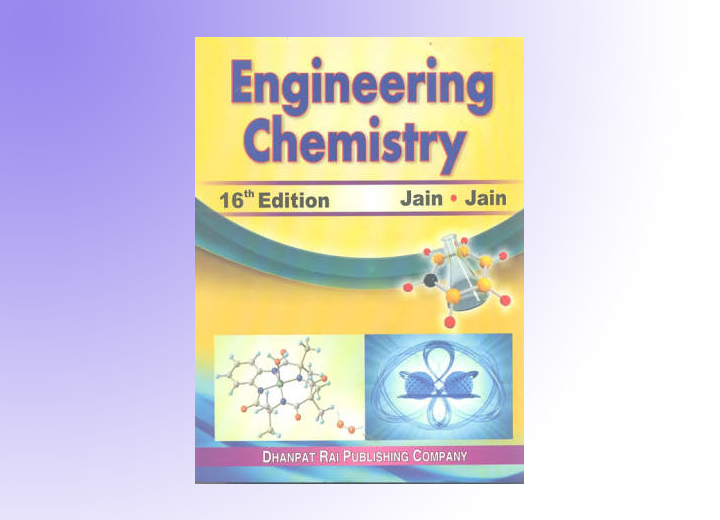 Engineering
Chemistry
16th Edition
Jain • Jain
DHANPAT RAI PUBLISHING COMPANY